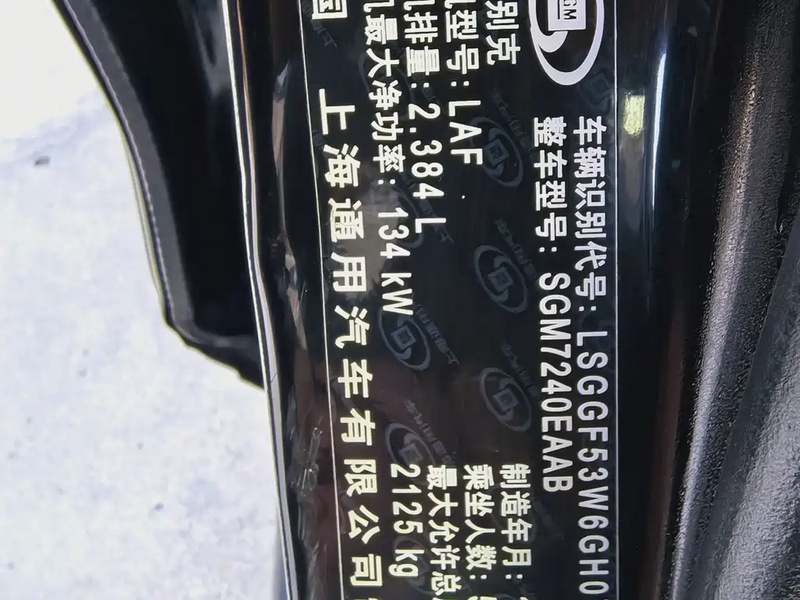 GM
车辆识别代号: LSGGF53W6GH0
整车型号: SGM7240EAAB
别克
型号: LAF
制造年月:
排量: 2.384 L
乘坐人数:
最大净功率: 134 kW
最大允许总
2125 kg
上海通用汽车有限公司
国